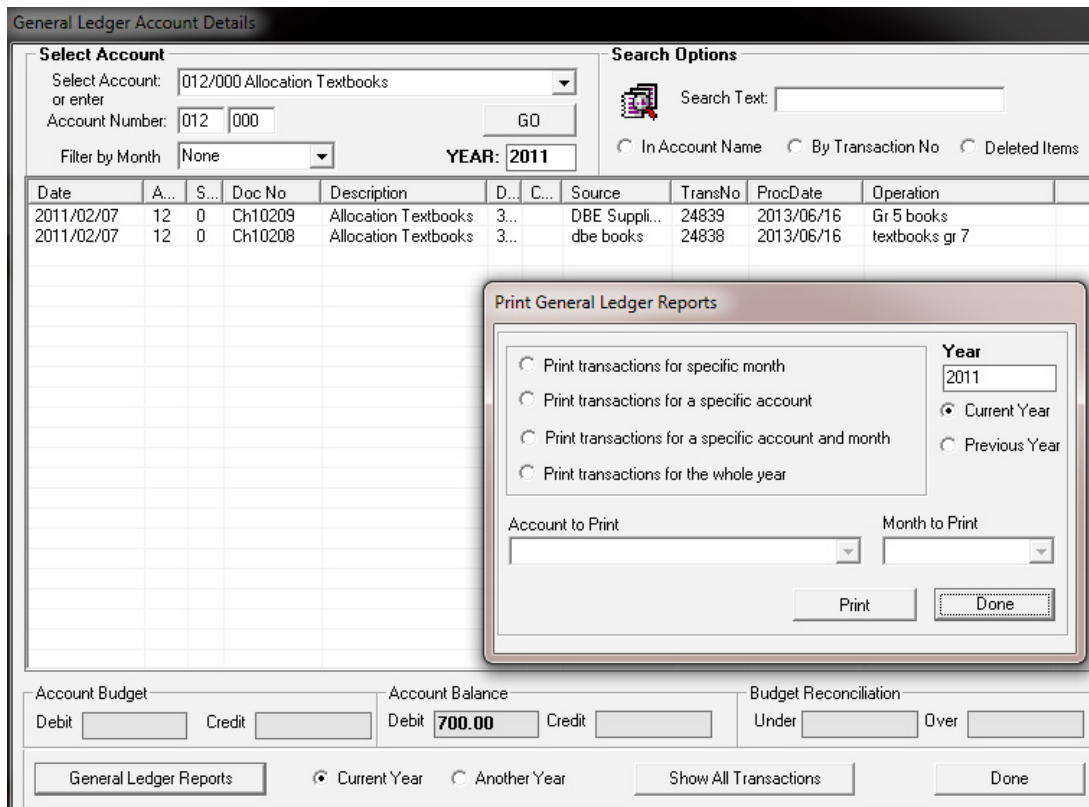 General Ledger Account Details
Select Account
Select Account: 012/000 Allocation Textbooks
or enter
Account Number: 012 000 GO
Filter by Month None YEAR: 2011
Search Options
Search Text:
In Account Name By Transaction No Deleted Items
Date A... S... Doc No Description D... C... Source TransNo ProcDate Operation
2011/02/07 12 0 Ch10209 Allocation Textbooks 3... DBE Suppli... 24839 2013/06/16 Gr 5 books
2011/02/07 12 0 Ch10208 Allocation Textbooks 3... dbe books 24838 2013/06/16 textbooks gr 7
Print General Ledger Reports
Print transactions for specific month
Print transactions for a specific account
Print transactions for a specific account and month
Print transactions for the whole year
Year
2011
Current Year
Previous Year
Account to Print Month to Print
Print Done
Account Budget Account Balance Budget Reconciliation
Debit Credit Debit 700.00 Credit Under Over
General Ledger Reports Current Year Another Year Show All Transactions Done